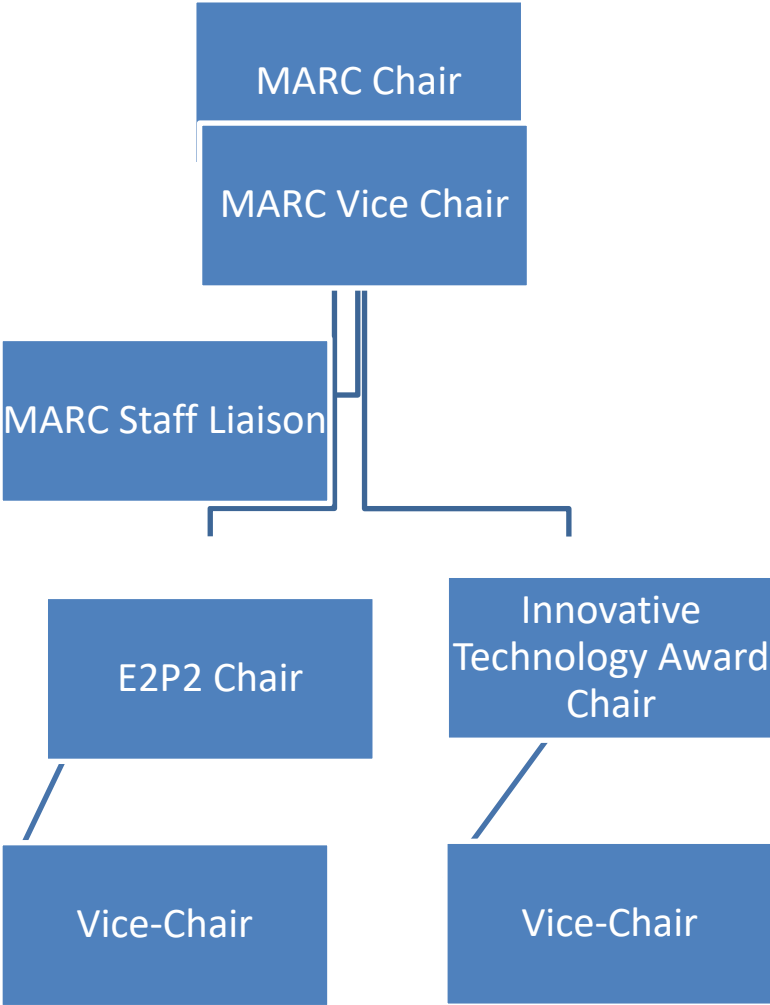 MARC Chair
MARC Vice Chair
MARC Staff Liaison
E2P2 Chair
Innovative
Technology Award
Chair
Vice-Chair
Vice-Chair